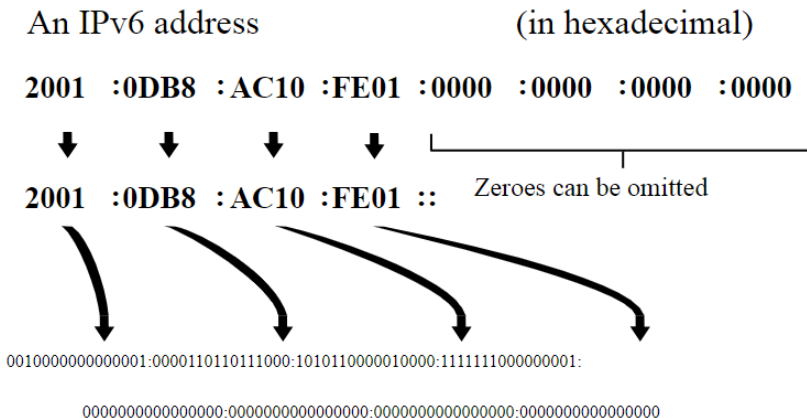 An IPv6 address (in hexadecimal)
2001 :0DB8 :AC10 :FE01 :0000 :0000 :0000 :0000
Zeroes can be omitted
2001 :0DB8 :AC10 :FE01 ::
0010000000000001:0000110110111000:1010110000010000:1111111000000001:
0000000000000000:0000000000000000:0000000000000000:0000000000000000